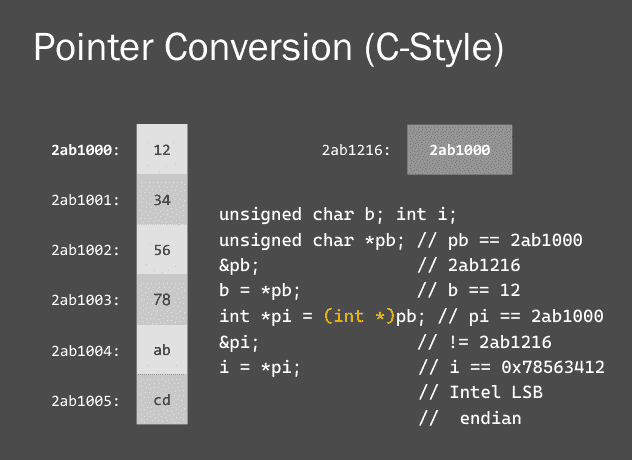 Pointer Conversion (C-Style)
2ab1000: 12
2ab1001: 34
2ab1002: 56
2ab1003: 78
2ab1004: ab
2ab1005: cd
2ab1216: 2ab1000
unsigned char b; int i;
unsigned char *pb; // pb == 2ab1000
&pb; // 2ab1216
b = *pb; // b == 12
int *pi = (int *)pb; // pi == 2ab1000
&pi; // != 2ab1216
i = *pi; // i == 0x78563412
// Intel LSB
// endian